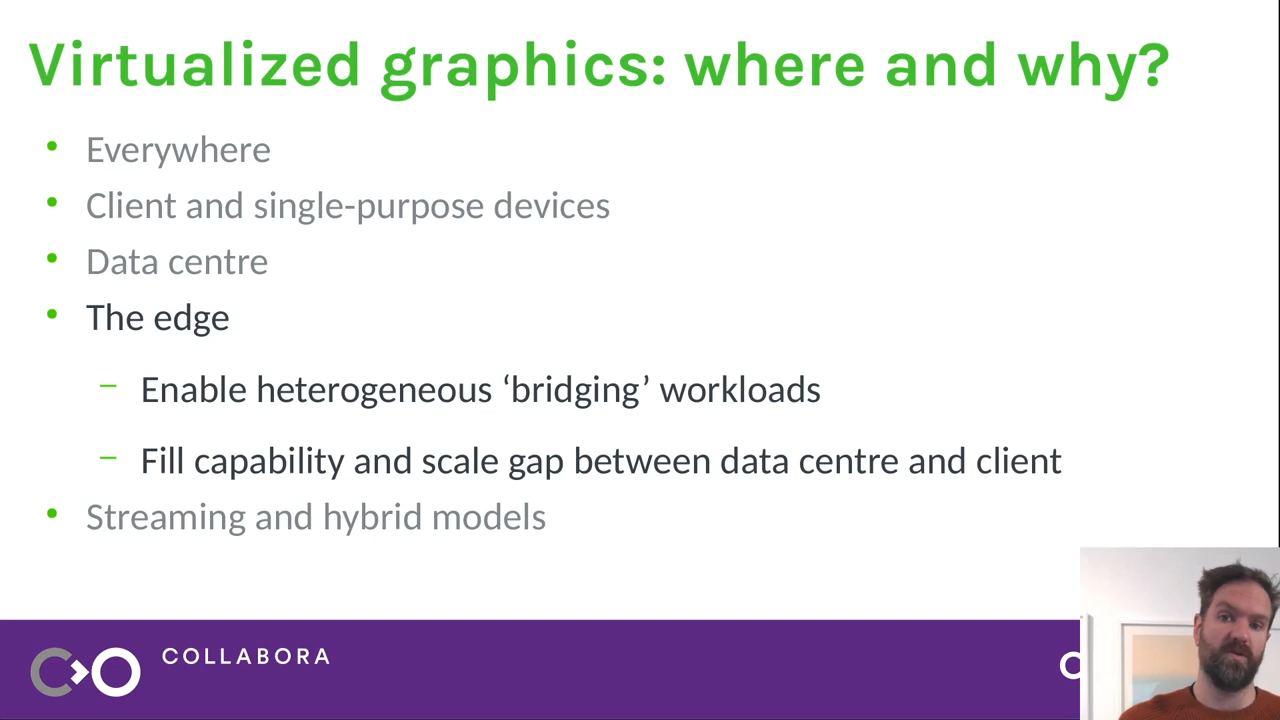 Virtualized graphics: where and why?
• Everywhere
• Client and single-purpose devices
• Data centre
• The edge
– Enable heterogeneous ‘bridging’ workloads
– Fill capability and scale gap between data centre and client
• Streaming and hybrid models
COLLABORA